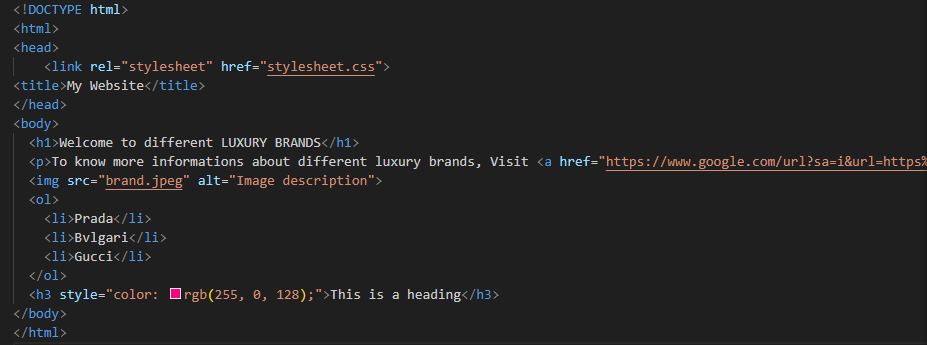 <!DOCTYPE html>
<html>
<head>
    <link rel="stylesheet" href="stylesheet.css">
<title>My Website</title>
</head>
<body>
  <h1>Welcome to different LUXURY BRANDS</h1>
  <p>To know more informations about different luxury brands, Visit <a href="https://www.google.com/url?sa=i&url=https%
  <img src="brand.jpeg" alt="Image description">
  <ol>
    <li>Prada</li>
    <li>Bvlgari</li>
    <li>Gucci</li>
  </ol>
  <h3 style="color: rgb(255, 0, 128);">This is a heading</h3>
</body>
</html>